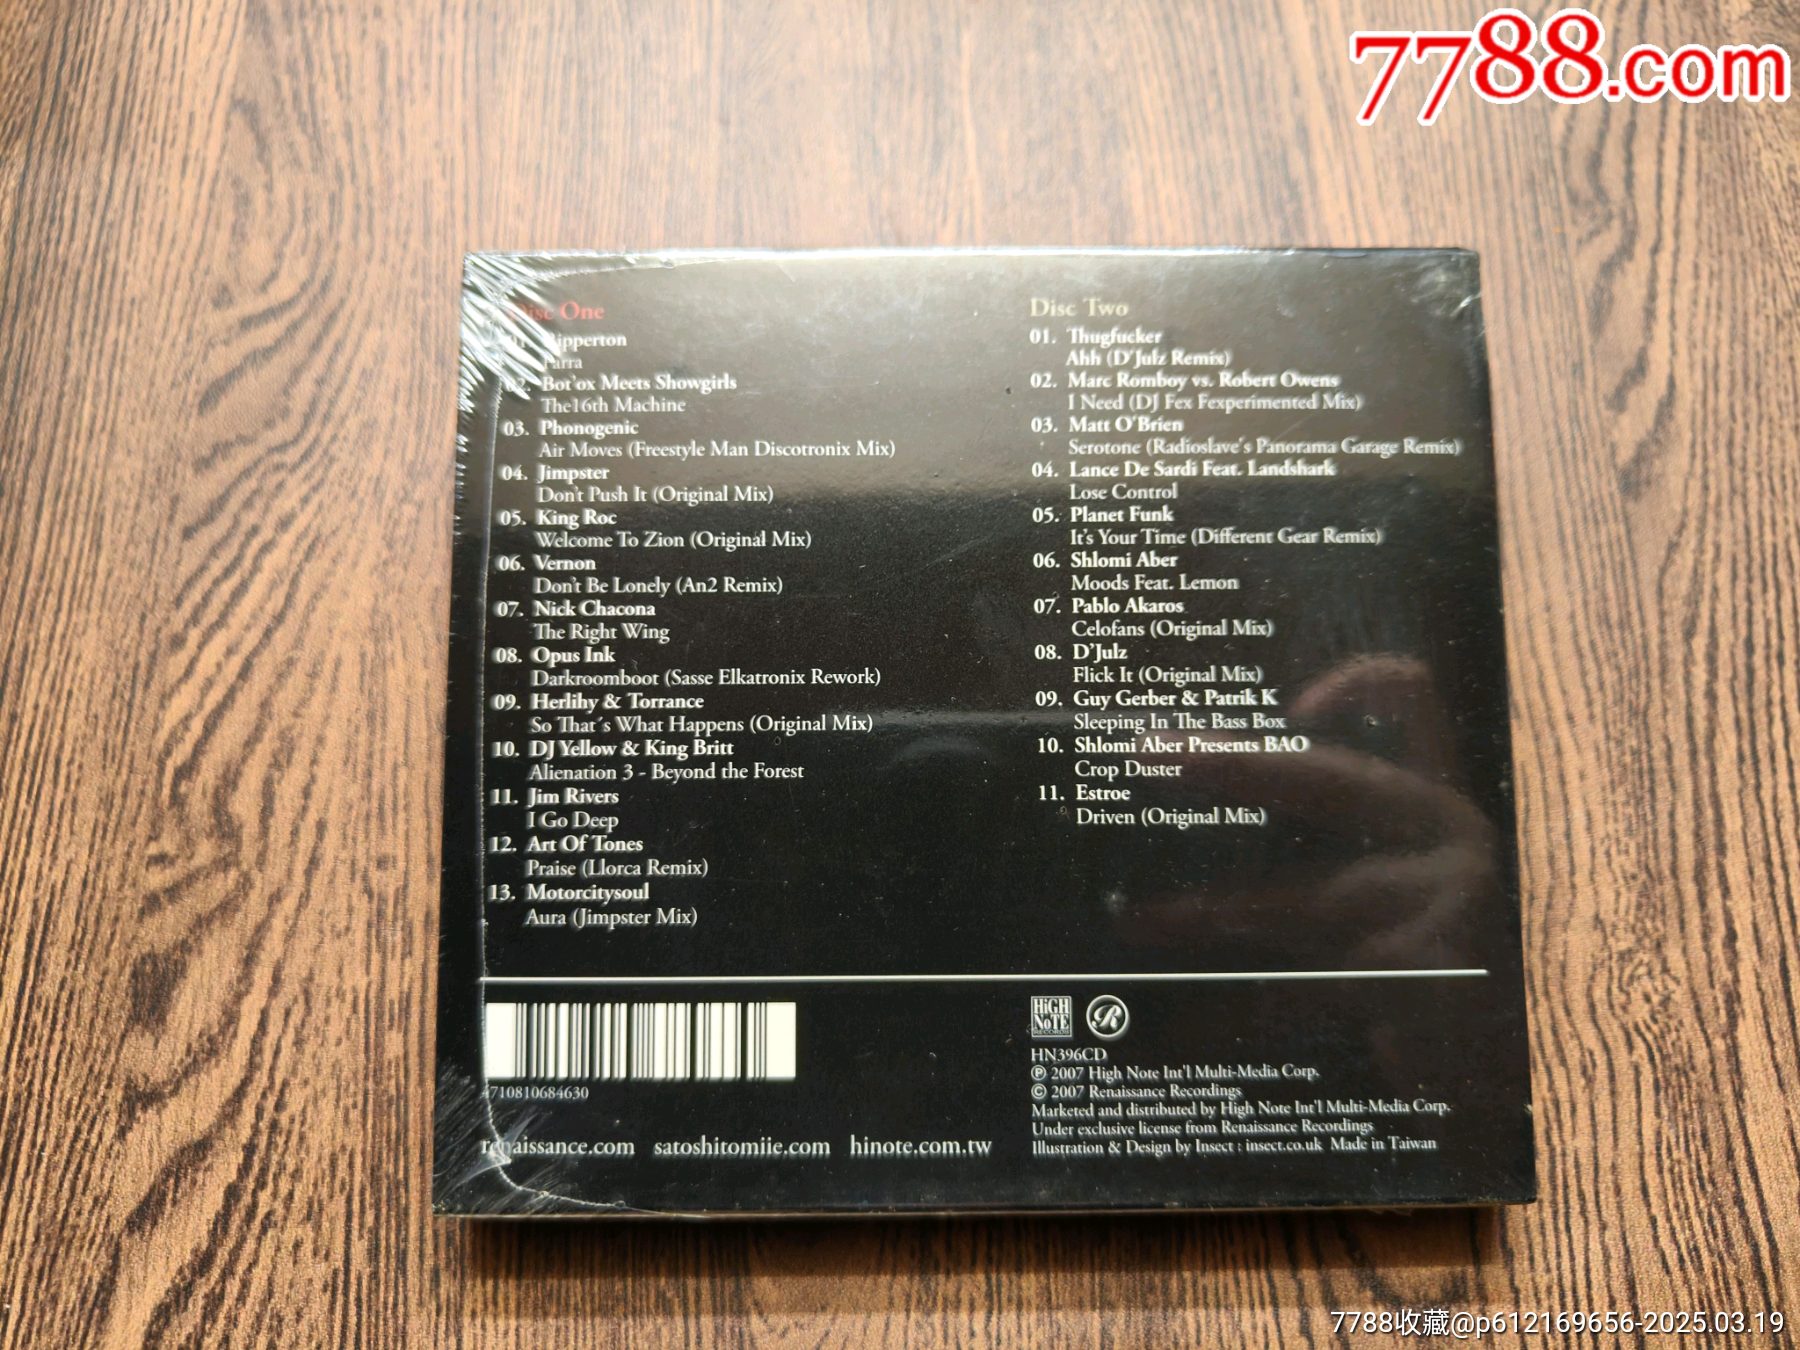 7788.com
Disc One
01 Ripperton
Farra
02. Bot'ox Meets Showgirls
The16th Machine
03. Phonogenic
Air Moves (Freestyle Man Discotronix Mix)
04. Jimpster
Don't Push It (Original Mix)
05. King Roc
Welcome To Zion (Original Mix)
06. Vernon
Don't Be Lonely (An2 Remix)
07. Nick Chacona
The Right Wing
08. Opus Ink
Darkroomboot (Sasse Elkatronix Rework)
09. Herlihy & Torrance
So That´s What Happens (Original Mix)
10. DJ Yellow & King Britt
Alienation 3 - Beyond the Forest
11. Jim Rivers
I Go Deep
12. Art Of Tones
Praise (Llorca Remix)
13. Motorcitysoul
Aura (Jimpster Mix)
Disc Two
01. Thugfucker
Ahh (D'Julz Remix)
02. Marc Romboy vs. Robert Owens
I Need (DJ Fex Fexperimented Mix)
03. Matt O'Brien
Serotone (Radioslave's Panorama Garage Remix)
04. Lance De Sardi Feat. Landshark
Lose Control
05. Planet Funk
It's Your Time (Different Gear Remix)
06. Shlomi Aber
Moods Feat. Lemon
07. Pablo Akaros
Celofans (Original Mix)
08. D'Julz
Flick It (Original Mix)
09. Guy Gerber & Patrik K
Sleeping In The Bass Box
10. Shlomi Aber Presents BAO
Crop Duster
11. Estroe
Driven (Original Mix)
4710810684630
renaissance.com satoshitomiie.com hinote.com.tw
HiGH
NoTE
RECORDS
R
HN396CD
Ⓟ 2007 High Note Int'l Multi-Media Corp.
© 2007 Renaissance Recordings
Marketed and distributed by High Note Int'l Multi-Media Corp.
Under exclusive license from Renaissance Recordings
Illustration & Design by Insect : insect.co.uk Made in Taiwan
7788收藏@p612169656-2025.03.19